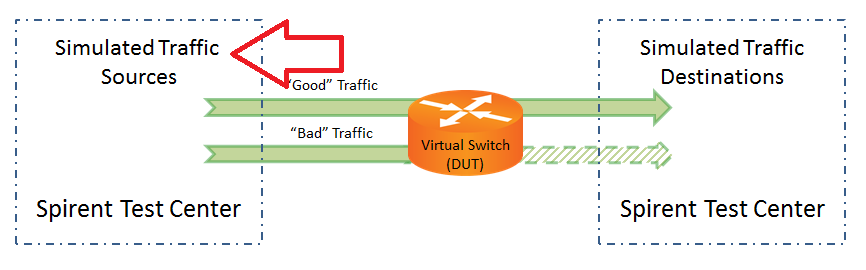 Simulated Traffic
Sources
"Good" Traffic
"Bad" Traffic
Virtual Switch
(DUT)
Spirent Test Center
Simulated Traffic
Destinations
Spirent Test Center